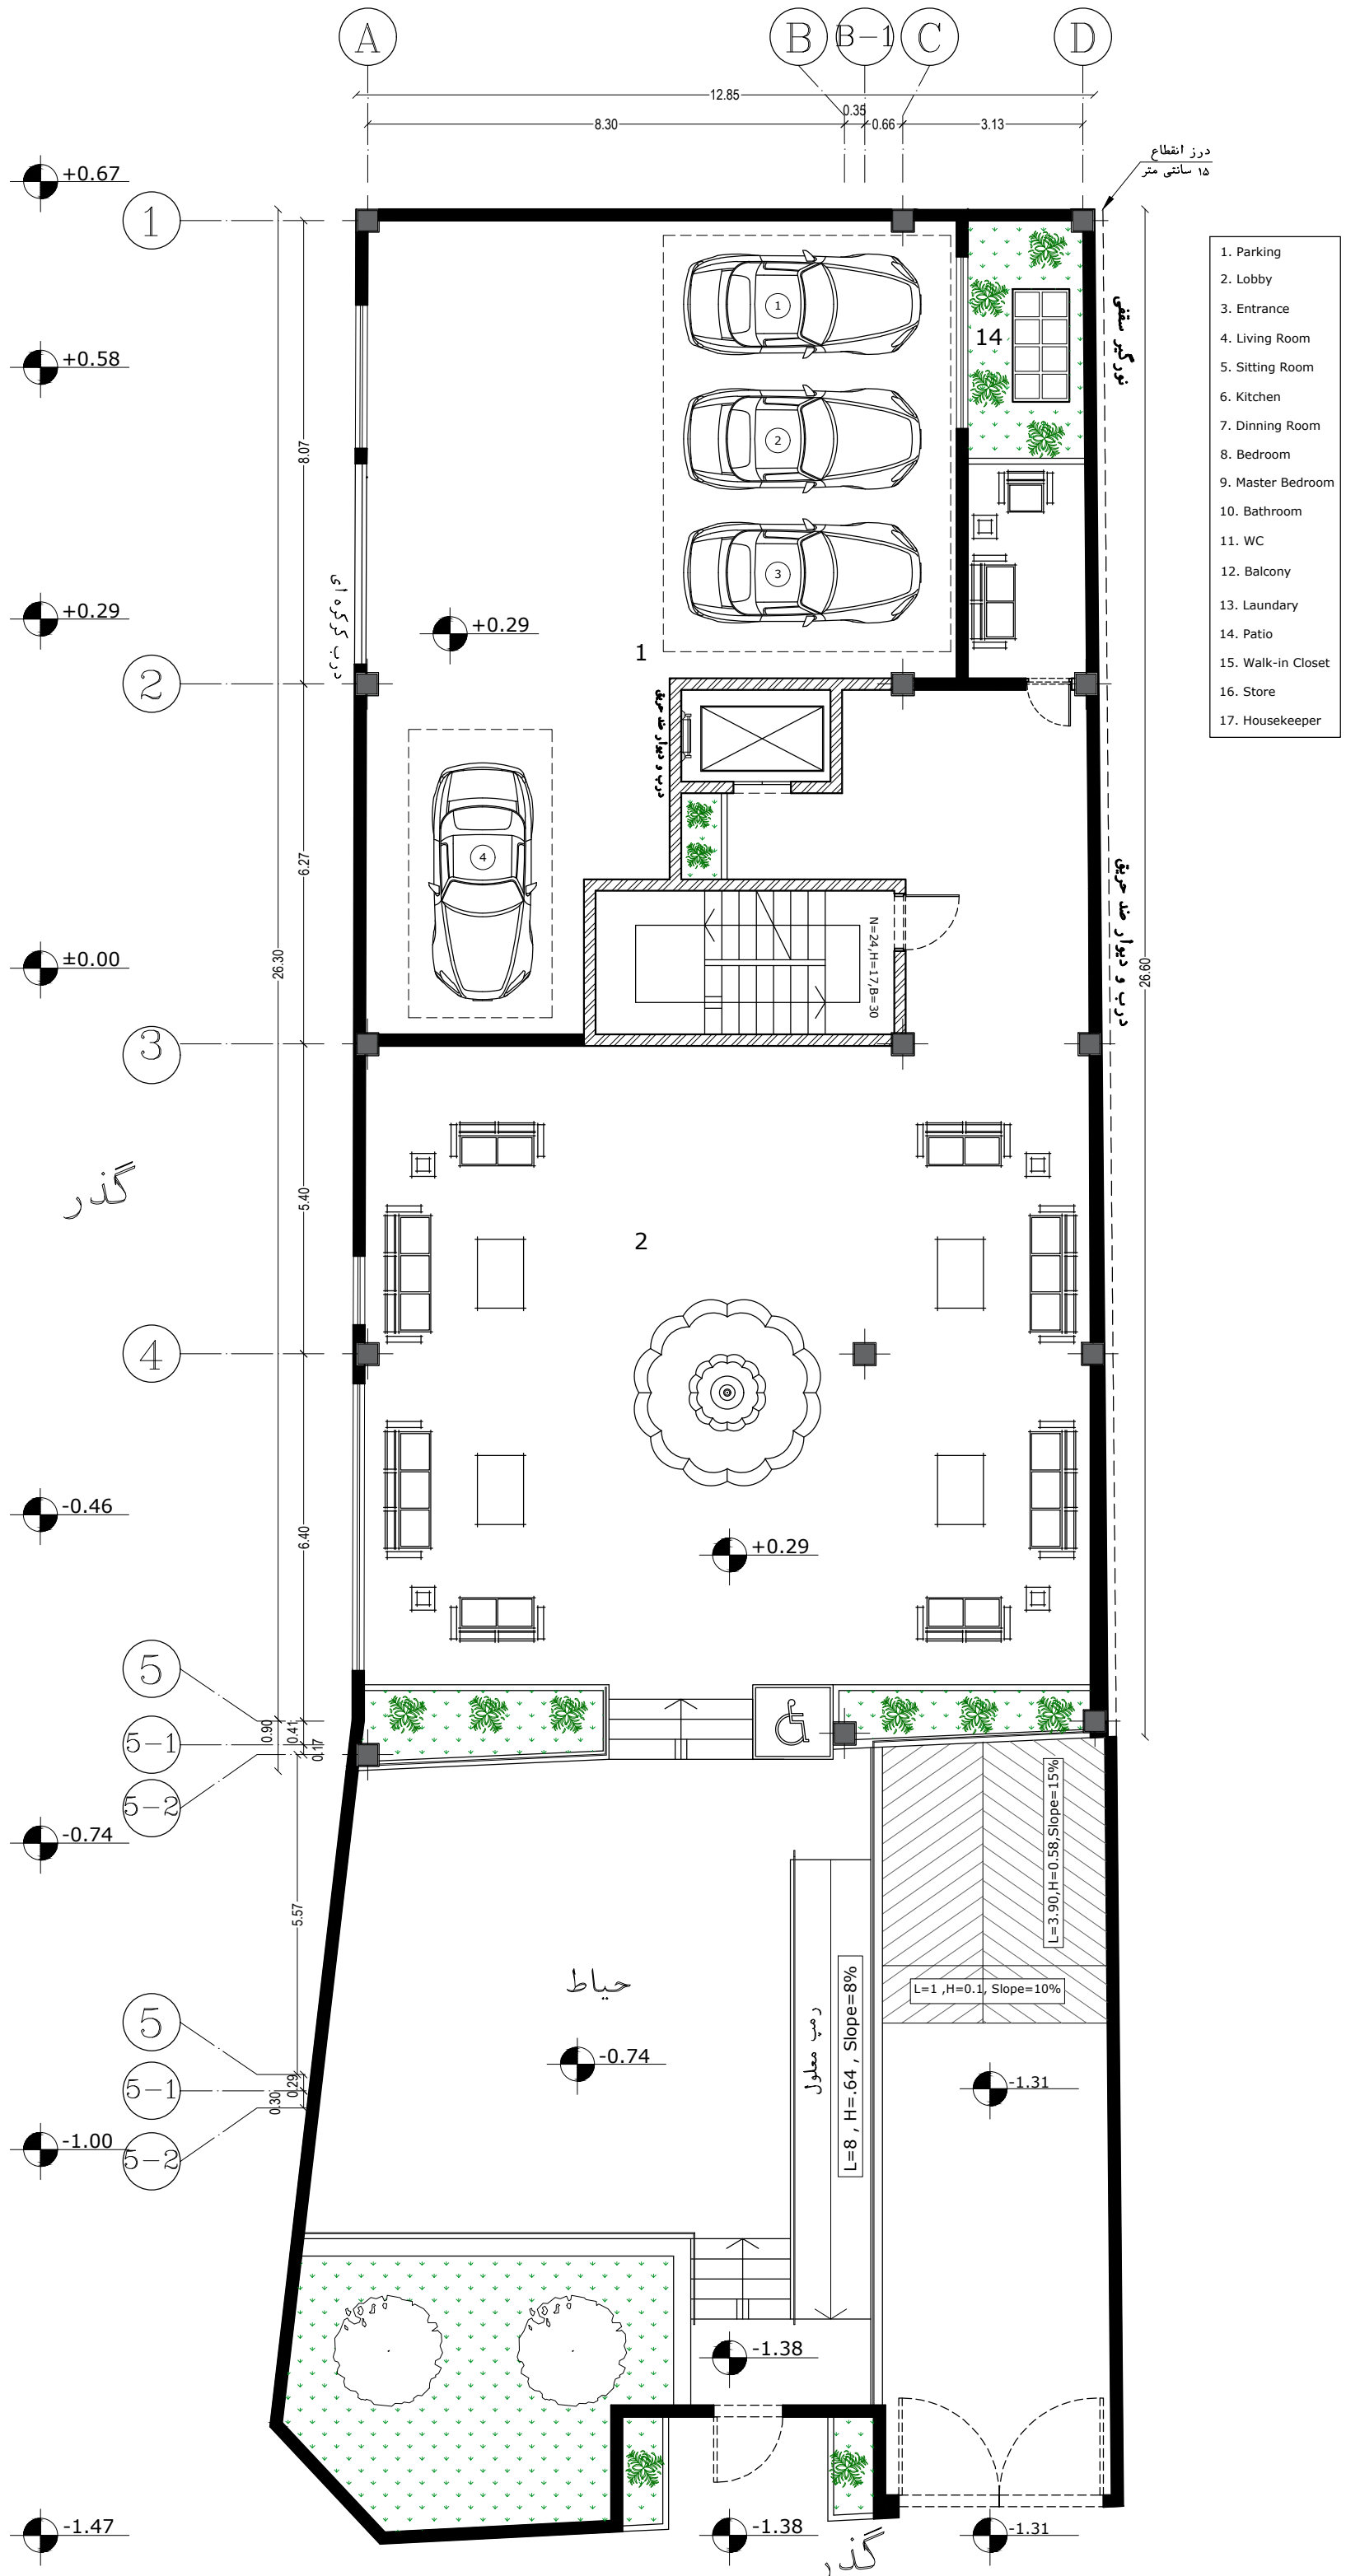 A
B
B-1
C
D
12.85
8.30
0.35
0.66
3.13
درز انقطاع
۱۵ سانتی متر
+0.67
1
+0.58
8.07
+0.29
2
6.27
26.30
±0.00
3
گذر
5.40
4
-0.46
6.40
5
5-1
5-2
0.90
0.41
0.17
-0.74
5.57
5
5-1
5-2
0.29
0.30
-1.00
-1.47
1
2
3
14
نورگیر سقفی
درب کرکره ای
+0.29
1
درب و دیوار ضد حریق
4
N=24,H=17,B=30
درب و دیوار ضد حریق
26.60
2
+0.29
L=3.90,H=0.58,Slope=15%
L=1 ,H=0.1, Slope=10%
حیاط
-0.74
رمپ معلول
L=8 , H=.64 , Slope=8%
-1.31
-1.38
-1.38
-1.31
گذر
1. Parking
2. Lobby
3. Entrance
4. Living Room
5. Sitting Room
6. Kitchen
7. Dinning Room
8. Bedroom
9. Master Bedroom
10. Bathroom
11. WC
12. Balcony
13. Laundary
14. Patio
15. Walk-in Closet
16. Store
17. Housekeeper